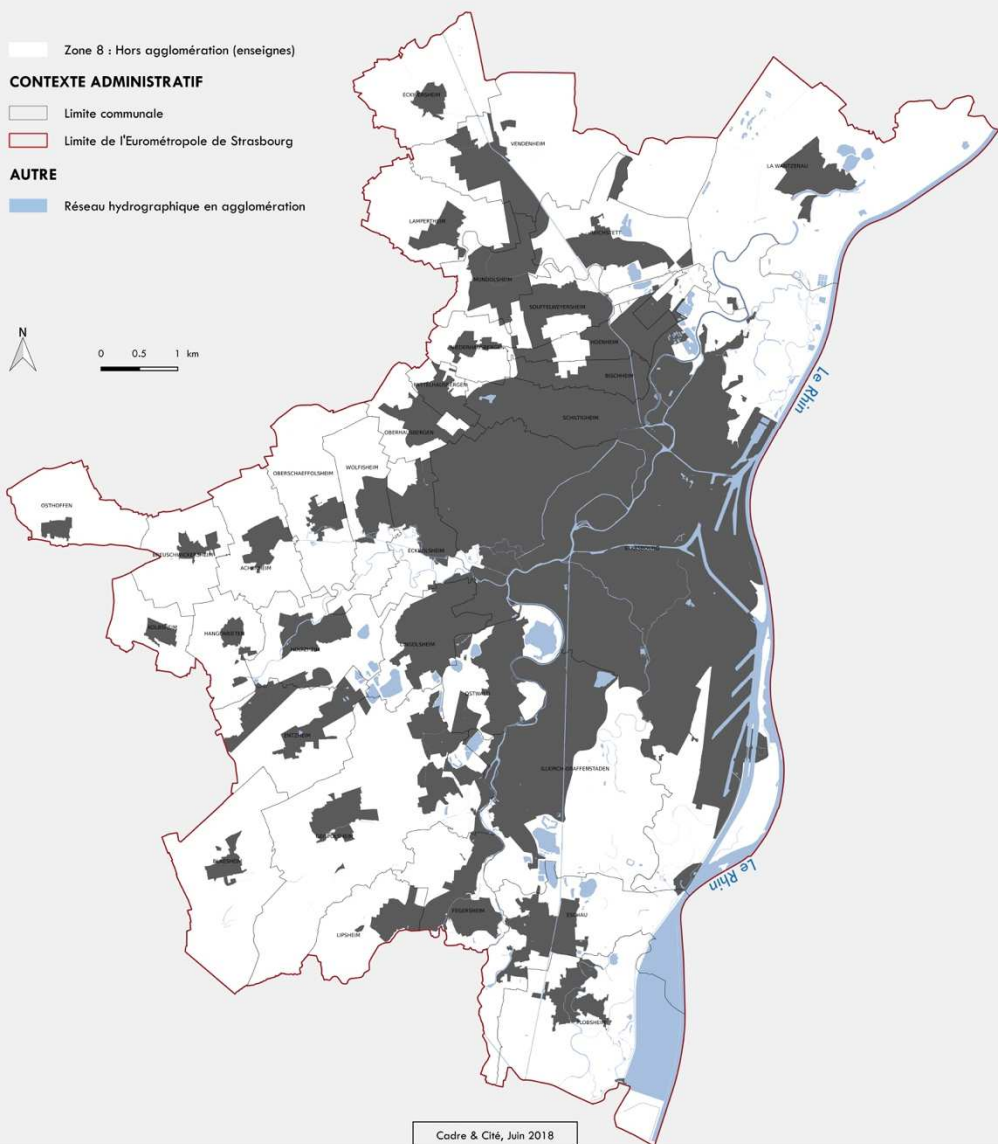 Zone 8 : Hors agglomération (enseignes)
CONTEXTE ADMINISTRATIF
Limite communale
Limite de l'Eurométropole de Strasbourg
AUTRE
Réseau hydrographique en agglomération
N
0 0.5 1 km
VENDENHEIM
LA WANTZENAU
LAMPERTHEIM
MUNDOLSHEIM
SOUFFELWEYERSHEIM
HOENHEIM
BISCHHEIM
SCHILTIGHEIM
OBERHAUSBERGEN
Le Rhin
OBERSCHAEFFOLSHEIM
WOLFISHEIM
OSTHOFFEN
ACHENHEIM
ECKBOLSHEIM
HANGENBIETEN
OSTWALD
ILLKIRCH-GRAFFENSTADEN
Le Rhin
LIPSHEIM
FEGERSHEIM
ESCHAU
PLOBSHEIM
Cadre & Cité, Juin 2018